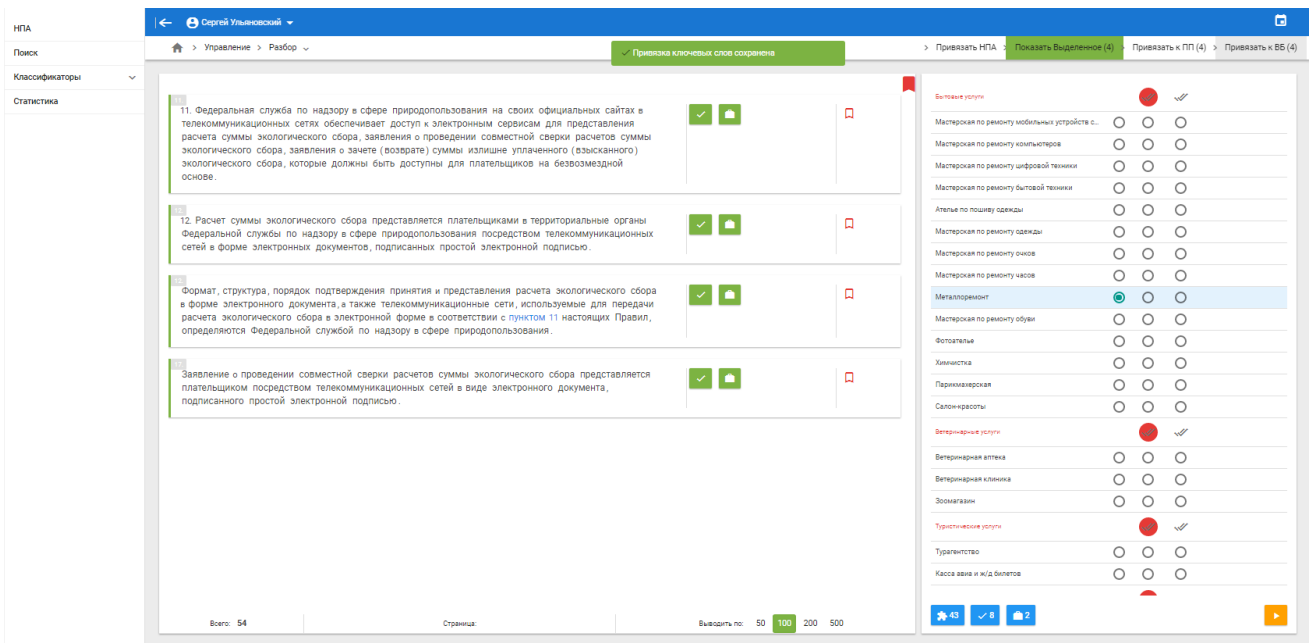 НПА
Поиск
Классификаторы
Статистика
Сергей Ульяновский
Управление > Разбор
Привязка ключевых слов сохранена
> Привязать НПА > Показать Выделенное (4) > Привязать к ПП (4) > Привязать к ВБ (4)
11. Федеральная служба по надзору в сфере природопользования на своих официальных сайтах в
телекоммуникационных сетях обеспечивает доступ к электронным сервисам для представления
расчета суммы экологического сбора, заявления о проведении совместной сверки расчетов суммы
экологического сбора, заявления о зачете (возврате) суммы излишне уплаченного (взысканного)
экологического сбора, которые должны быть доступны для плательщиков на безвозмездной
основе.
12. Расчет суммы экологического сбора представляется плательщиками в территориальные органы
Федеральной службы по надзору в сфере природопользования посредством телекоммуникационных
сетей в форме электронных документов, подписанных простой электронной подписью.
Формат, структура, порядок подтверждения принятия и представления расчета экологического сбора
в форме электронного документа, а также телекоммуникационные сети, используемые для передачи
расчета экологического сбора в электронной форме в соответствии с пунктом 11 настоящих Правил,
определяются Федеральной службой по надзору в сфере природопользования.
Заявление о проведении совместной сверки расчетов суммы экологического сбора представляется
плательщиком посредством телекоммуникационных сетей в виде электронного документа,
подписанного простой электронной подписью.
Всего: 54
Страница:
Выводить по: 50 100 200 500
Бытовые услуги
Мастерская по ремонту мобильных устройств с...
Мастерская по ремонту компьютеров
Мастерская по ремонту цифровой техники
Мастерская по ремонту бытовой техники
Ателье по пошиву одежды
Мастерская по ремонту одежды
Мастерская по ремонту очков
Мастерская по ремонту часов
Металлоремонт
Мастерская по ремонту обуви
Фотоателье
Химчистка
Парикмахерская
Салон-красоты
Ветеринарные услуги
Ветеринарная аптека
Ветеринарная клиника
Зоомагазин
Туристические услуги
Турагентство
Касса авиа и ж/д билетов
43 8 2